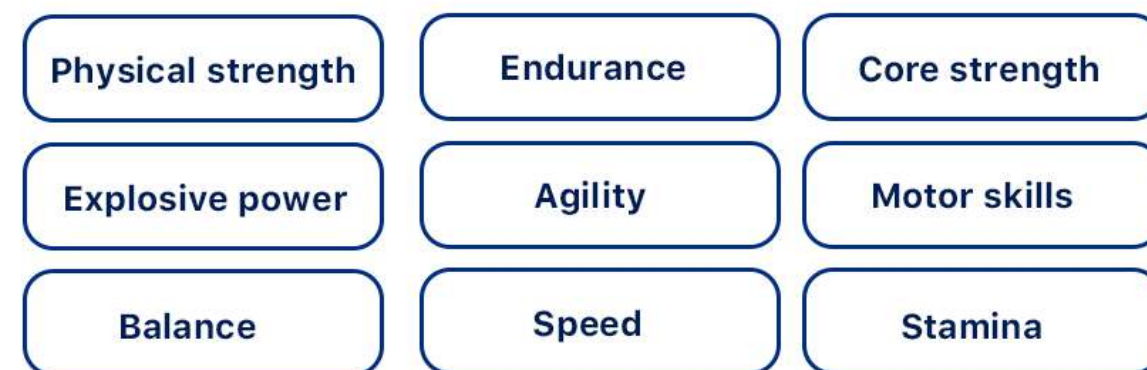 Physical strength
Endurance
Core strength
Explosive power
Agility
Motor skills
Balance
Speed
Stamina